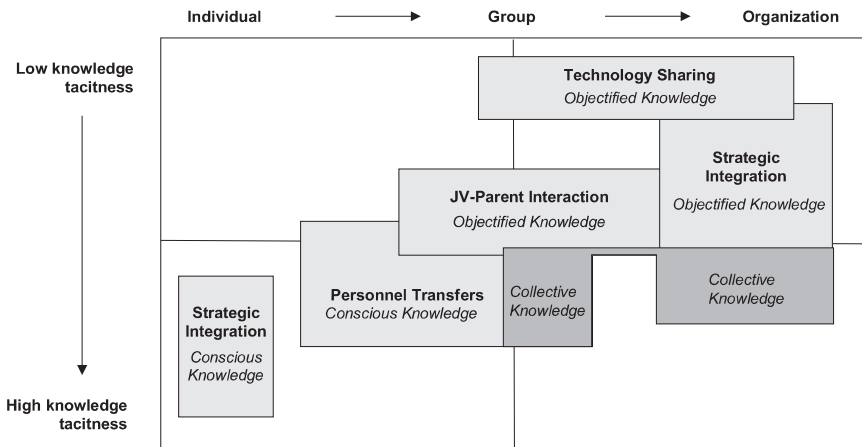 Individual
Group
Organization
Low knowledge
tacitness
Technology Sharing
Objectified Knowledge
Strategic
Integration
Objectified Knowledge
JV-Parent Interaction
Objectified Knowledge
Personnel Transfers
Conscious Knowledge
Collective
Knowledge
Collective
Knowledge
Strategic
Integration
Conscious
Knowledge
High knowledge
tacitness